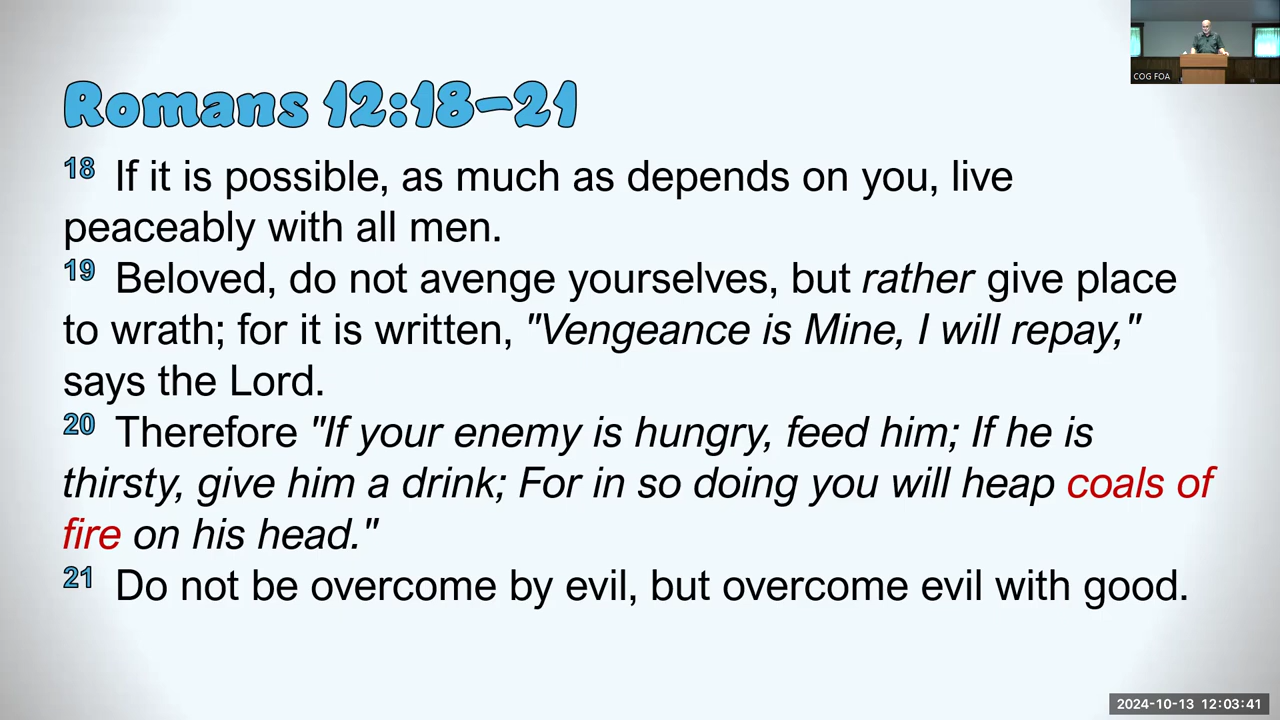 COG FOA
Romans 12:18-21
18 If it is possible, as much as depends on you, live
peaceably with all men.
19 Beloved, do not avenge yourselves, but rather give place
to wrath; for it is written, "Vengeance is Mine, I will repay,"
says the Lord.
20 Therefore "If your enemy is hungry, feed him; If he is
thirsty, give him a drink; For in so doing you will heap coals of
fire on his head."
21 Do not be overcome by evil, but overcome evil with good.
2024-10-13 12:03:41